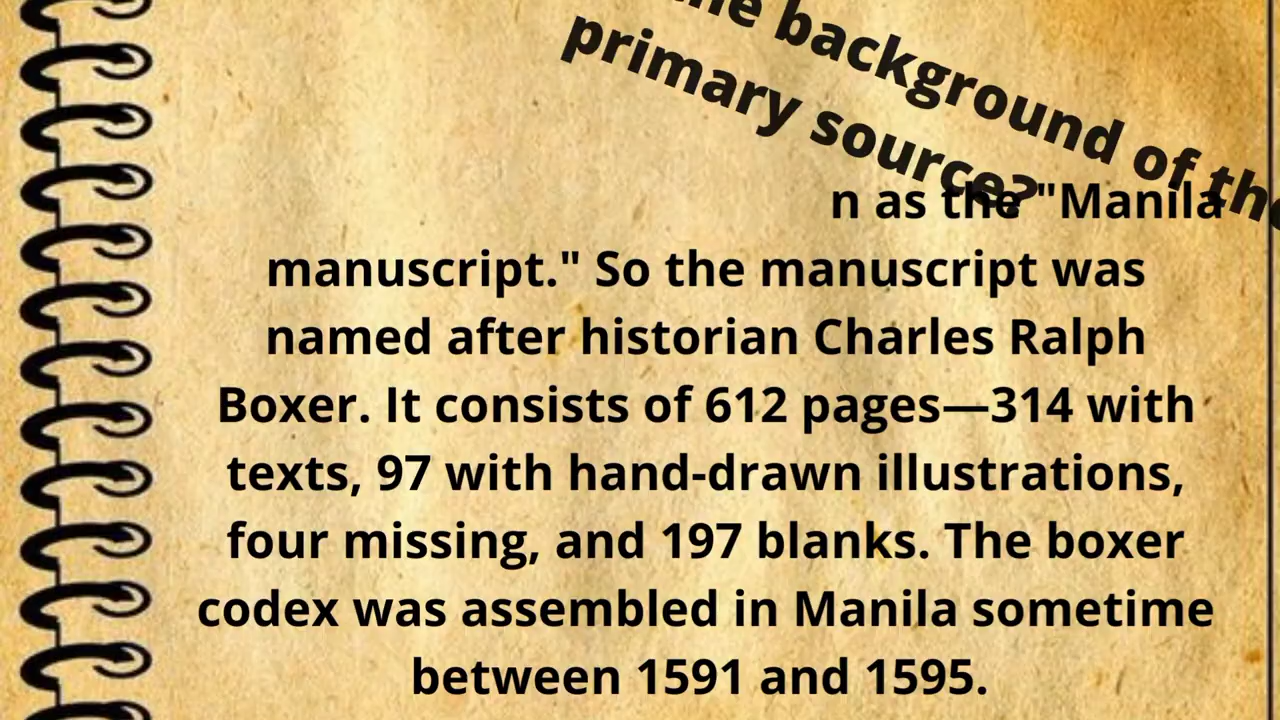 background of the
primary source?
n as the "Manila
manuscript." So the manuscript was
named after historian Charles Ralph
Boxer. It consists of 612 pages—314 with
texts, 97 with hand-drawn illustrations,
four missing, and 197 blanks. The boxer
codex was assembled in Manila sometime
between 1591 and 1595.